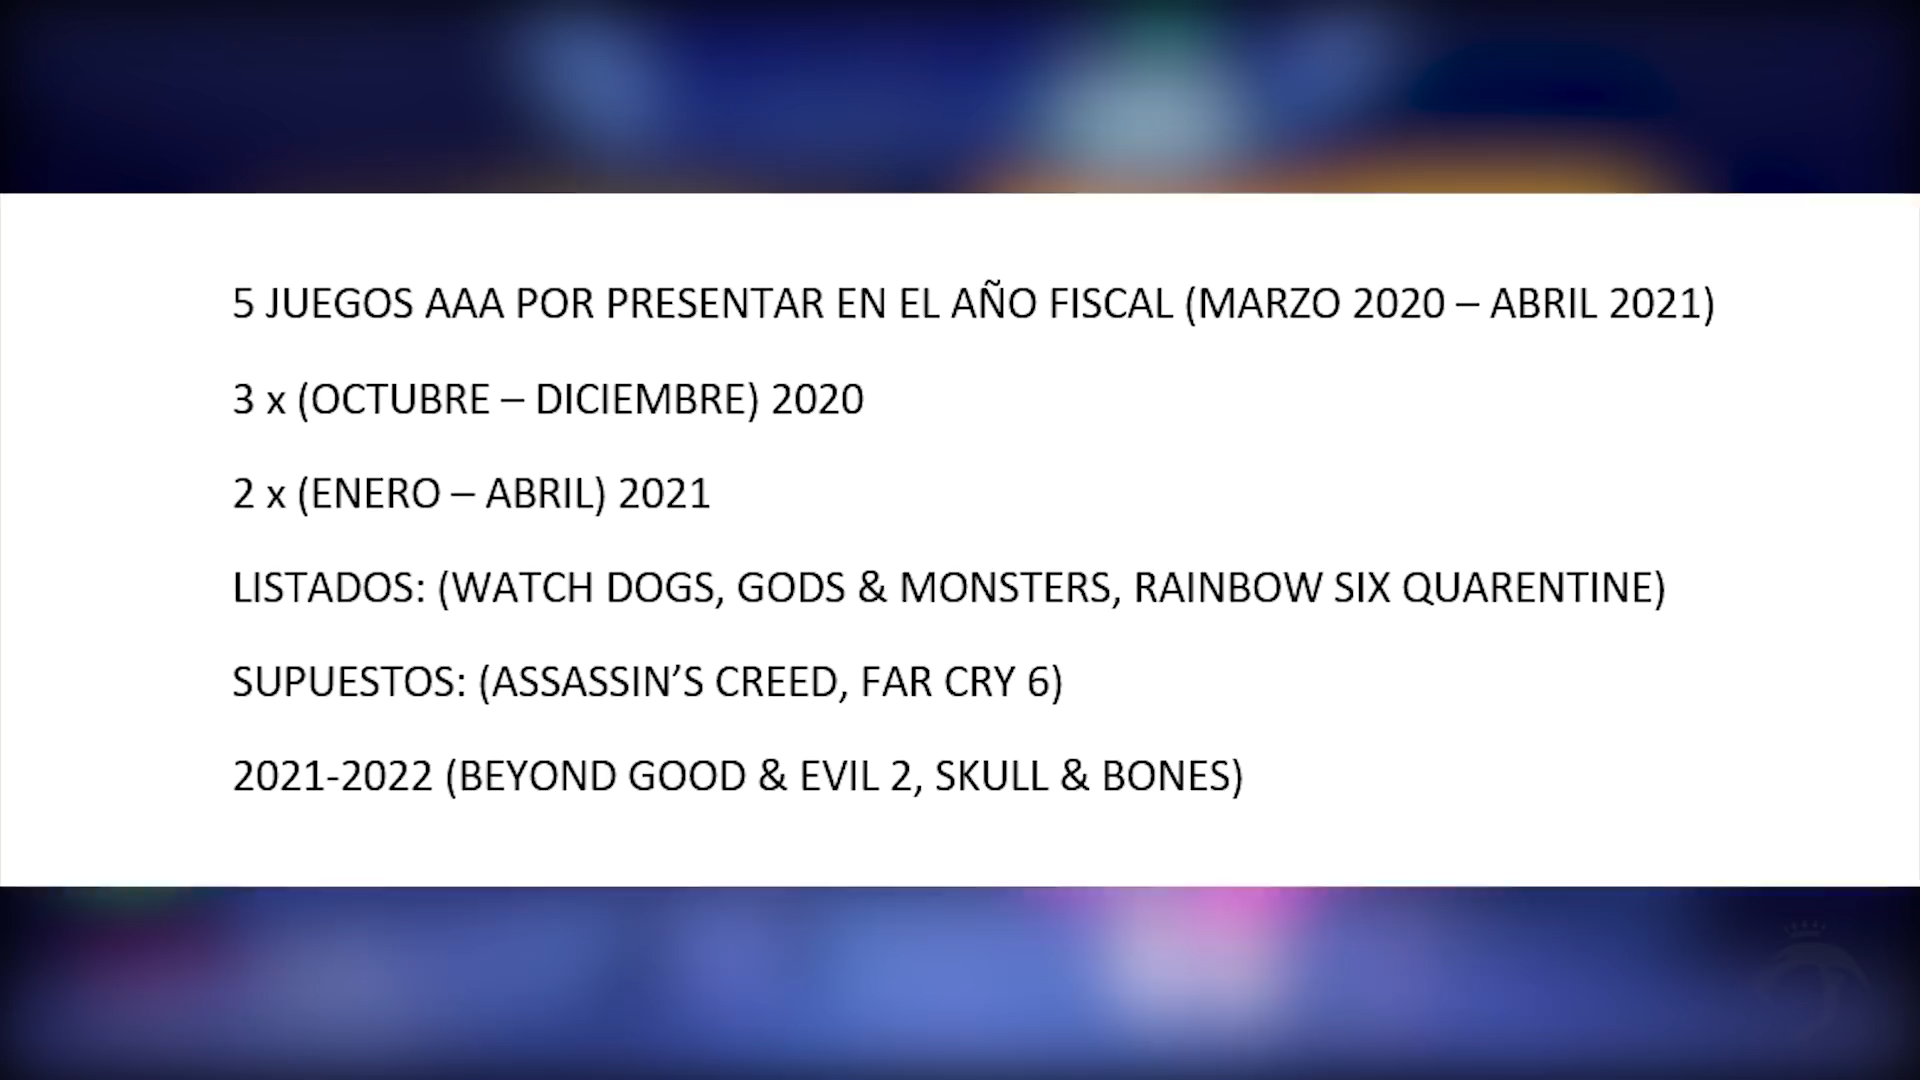 5 JUEGOS AAA POR PRESENTAR EN EL AÑO FISCAL (MARZO 2020 – ABRIL 2021)
3 x (OCTUBRE – DICIEMBRE) 2020
2 x (ENERO – ABRIL) 2021
LISTADOS: (WATCH DOGS, GODS & MONSTERS, RAINBOW SIX QUARENTINE)
SUPUESTOS: (ASSASSIN’S CREED, FAR CRY 6)
2021-2022 (BEYOND GOOD & EVIL 2, SKULL & BONES)